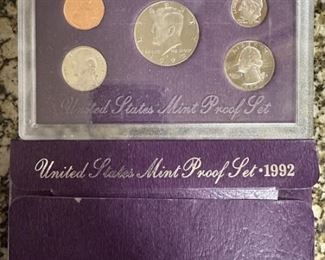 United States Mint Proof Set
United States Mint Proof Set • 1992